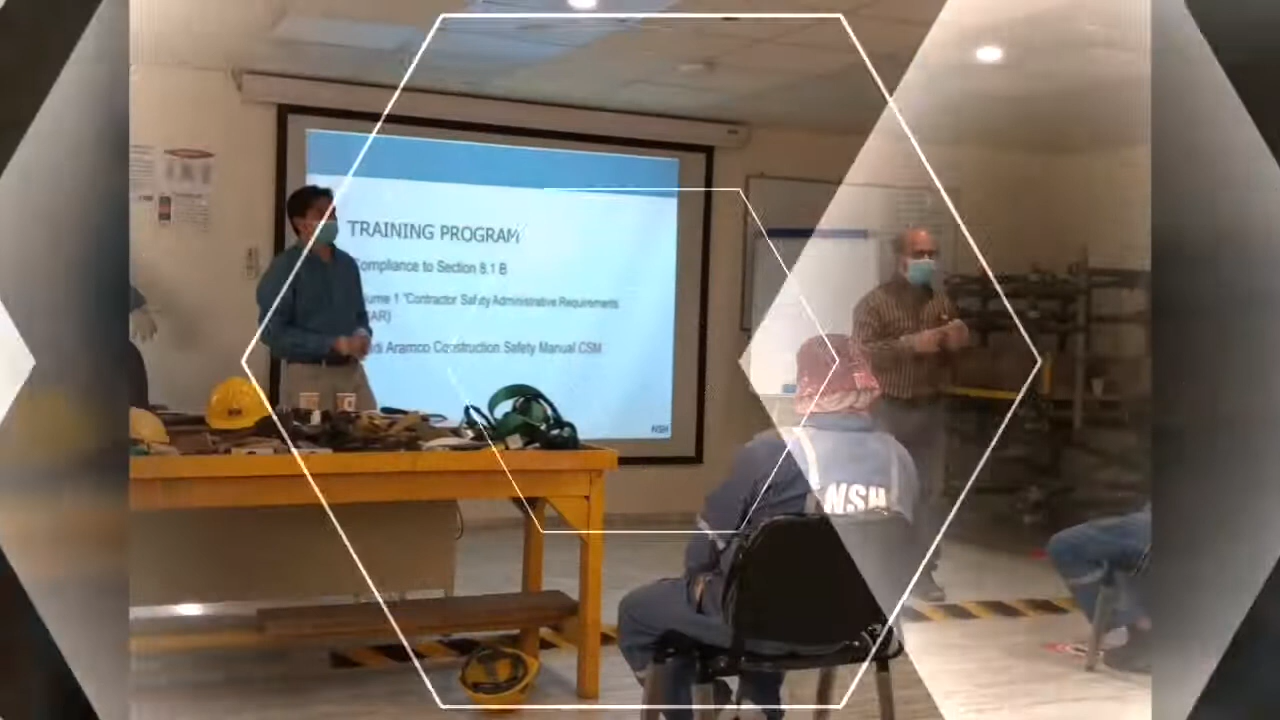 TRAINING PROGRAM
Compliance to Section 8.1 B
ume 1 "Contractor Safety Administrative Requirements
AR)
di Aramco Construction Safety Manual CSM
NSH
NSH